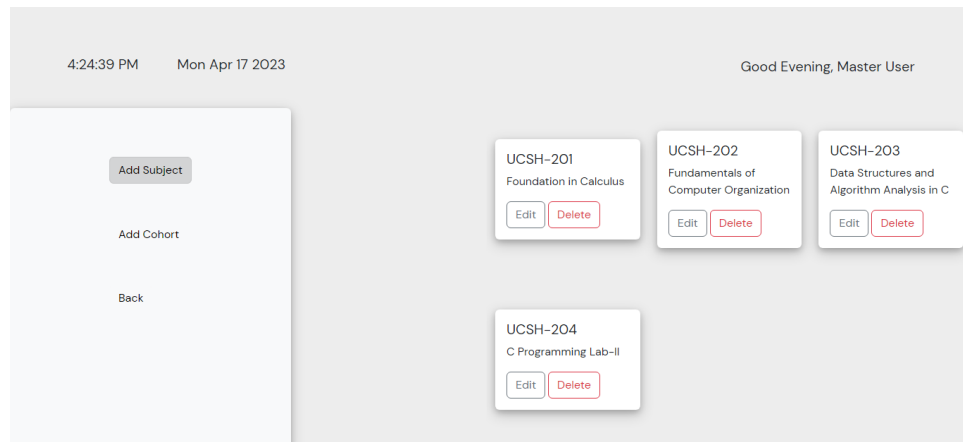 4:24:39 PM Mon Apr 17 2023
Good Evening, Master User
Add Subject
Add Cohort
Back
UCSH-201
Foundation in Calculus
Edit Delete
UCSH-202
Fundamentals of
Computer Organization
Edit Delete
UCSH-203
Data Structures and
Algorithm Analysis in C
Edit Delete
UCSH-204
C Programming Lab-II
Edit Delete